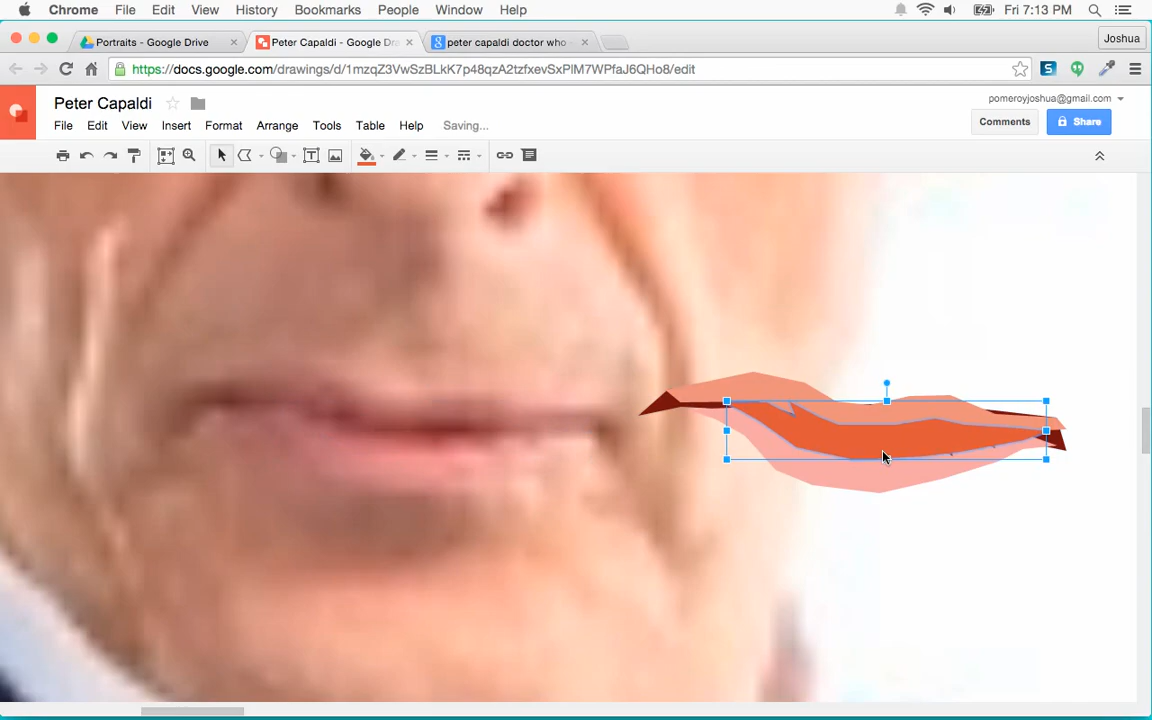 Chrome File Edit View History Bookmarks People Window Help Fri 7:13 PM
Portraits - Google Drive Peter Capaldi - Google Dra peter capaldi doctor who - Joshua
https://docs.google.com/drawings/d/1mzqZ3VwSzBLkK7p48qzA2tzfxevSxPlM7WPfaJ6QHo8/edit
Peter Capaldi pomeroyjoshua@gmail.com
File Edit View Insert Format Arrange Tools Table Help Saving... Comments Share